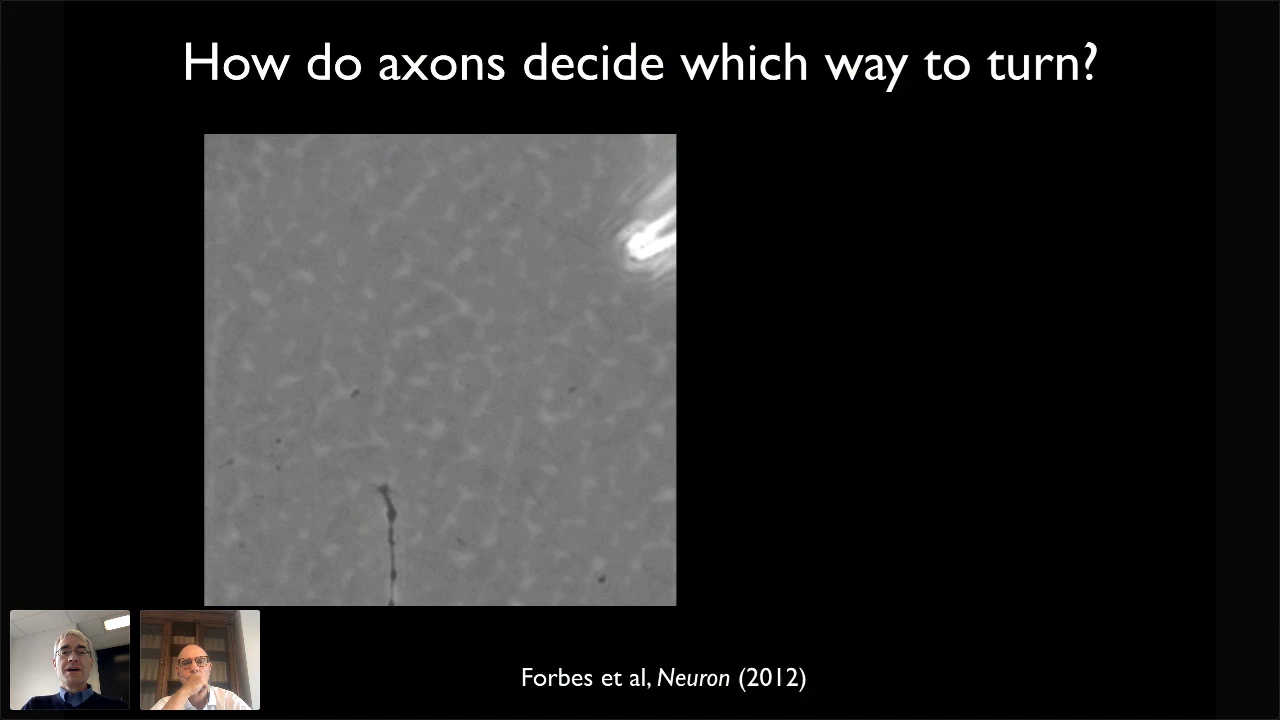 How do axons decide which way to turn?
Forbes et al, Neuron (2012)